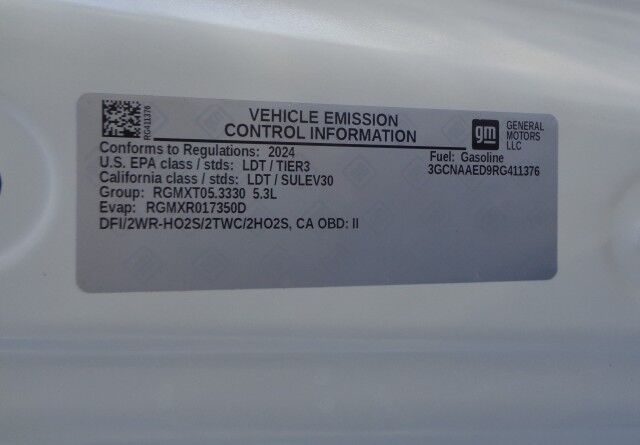 RG411376
VEHICLE EMISSION
CONTROL INFORMATION
gm
GENERAL
MOTORS
LLC
Conforms to Regulations: 2024
U.S. EPA class / stds: LDT / TIER3
California class / stds: LDT / SULEV30
Group: RGMXT05.3330 5.3L
Evap: RGMXR017350D
DFI/2WR-HO2S/2TWC/2HO2S, CA OBD: II
Fuel: Gasoline
3GCNAAED9RG411376